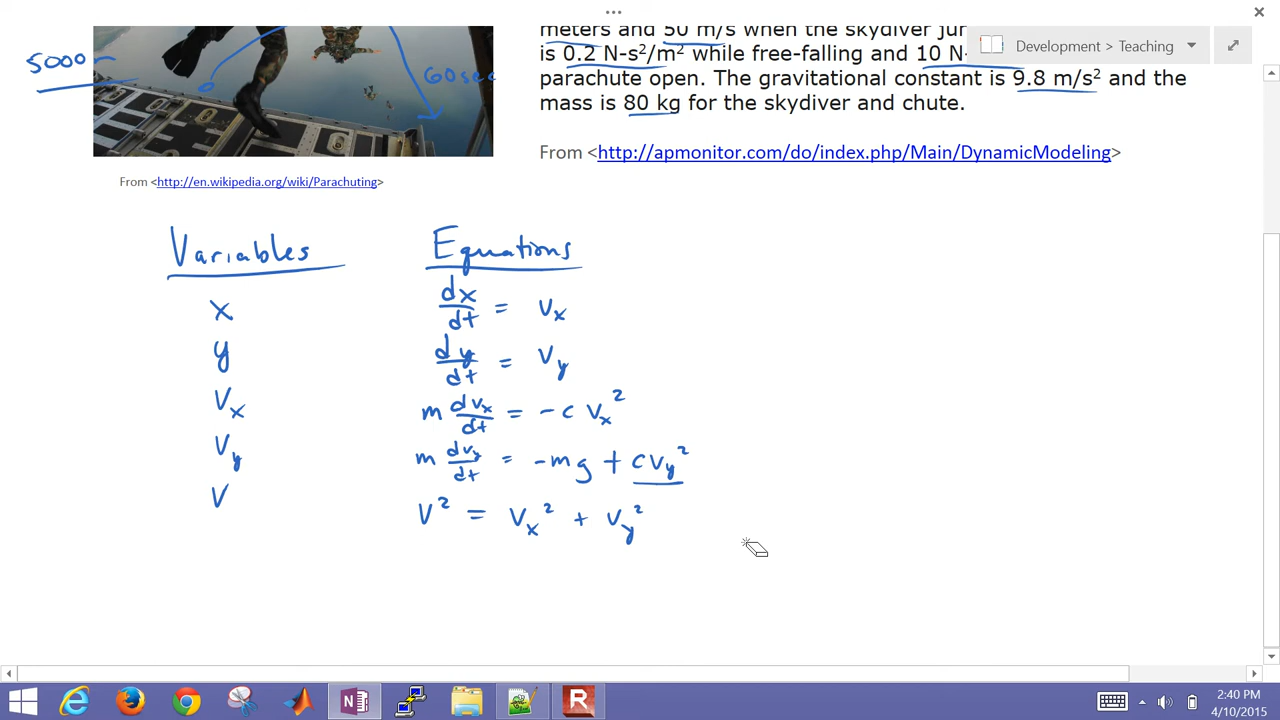 meters and 50 m/s when the skydiver jur
is 0.2 N-s²/m² while free-falling and 10 N-
parachute open. The gravitational constant is 9.8 m/s² and the
mass is 80 kg for the skydiver and chute.
Development > Teaching
5000 m
60 sec
From <http://apmonitor.com/do/index.php/Main/DynamicModeling>
From <http://en.wikipedia.org/wiki/Parachuting>
Variables
x
y
Vx
Vy
V
Equations
dx/dt = Vx
dy/dt = Vy
m dvx/dt = -c Vx²
m dvy/dt = -mg + cvy²
V² = Vx² + Vy²
2:40 PM
4/10/2015